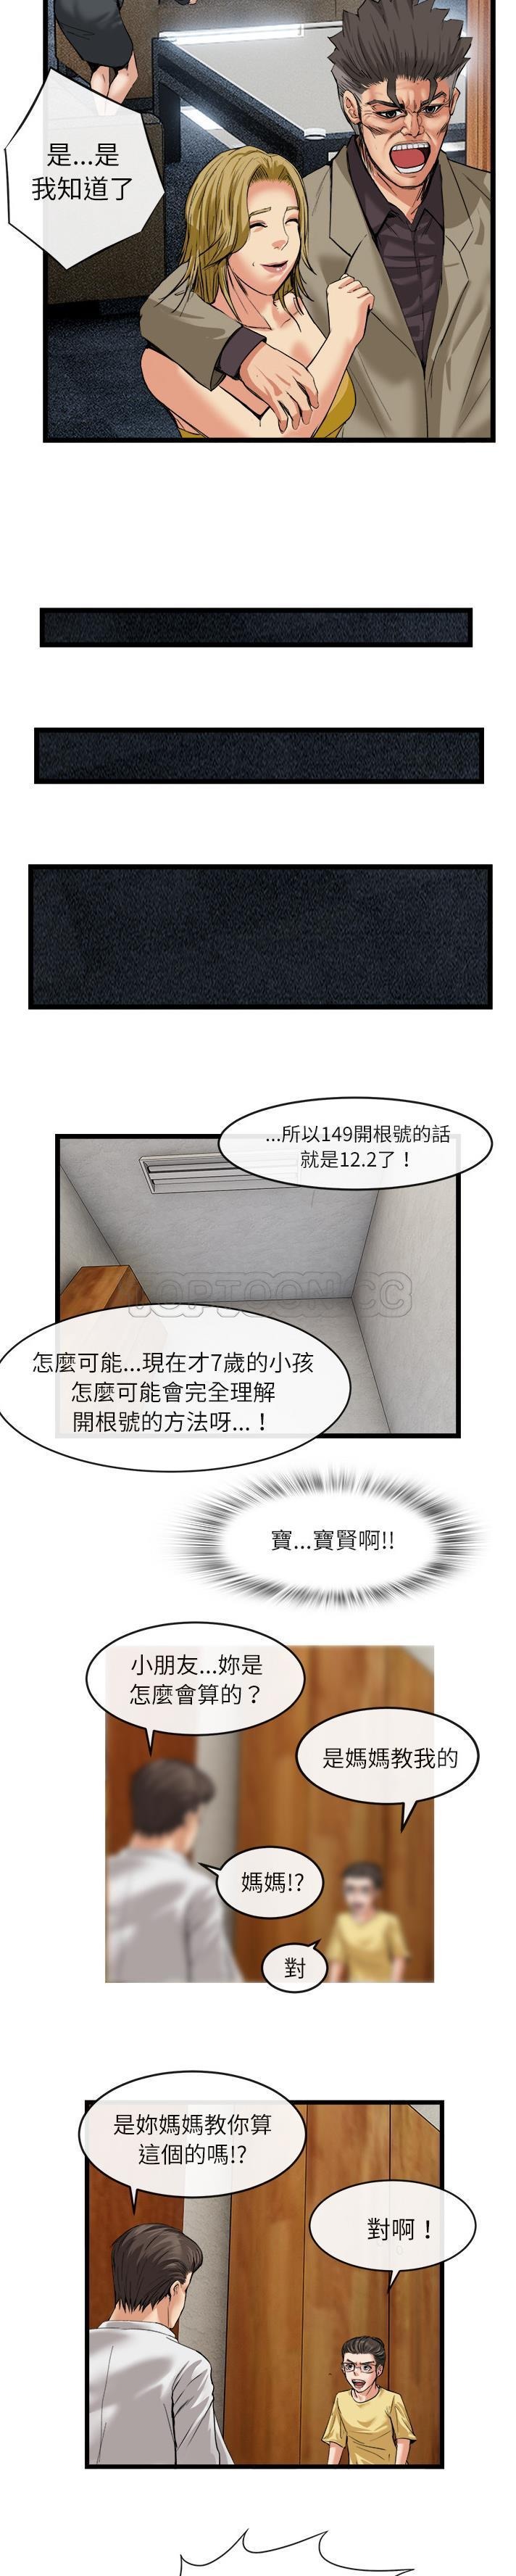 是...是
我知道了
...所以149開根號的話
就是12.2了！
TOPTOON.CC
怎麼可能...現在才7歲的小孩
怎麼可能會完全理解
開根號的方法呀...！
寶...寶賢啊!!
小朋友...妳是
怎麼會算的？
是媽媽教我的
媽媽!?
對
是妳媽媽教你算
這個的嗎!?
對啊！